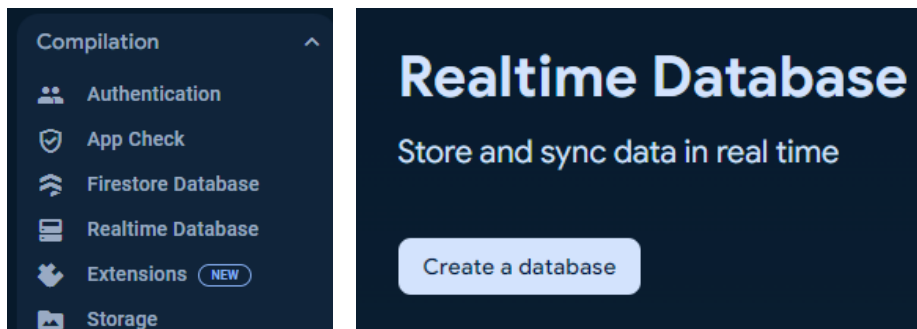 Compilation
Authentication
App Check
Firestore Database
Realtime Database
Extensions NEW
Storage
Realtime Database
Store and sync data in real time
Create a database